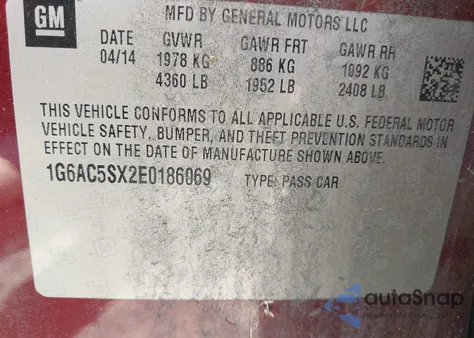 GM
MFD BY GENERAL MOTORS LLC
DATE GVWR GAWR FRT GAWR RR
04/14 1978 KG 886 KG 1092 KG
4360 LB 1952 LB 2408 LB
THIS VEHICLE CONFORMS TO ALL APPLICABLE U.S. FEDERAL MOTOR
VEHICLE SAFETY, BUMPER, AND THEFT PREVENTION STANDARDS IN
EFFECT ON THE DATE OF MANUFACTURE SHOWN ABOVE.
1G6AC5SX2E0186069 TYPE: PASS CAR
autoSnap